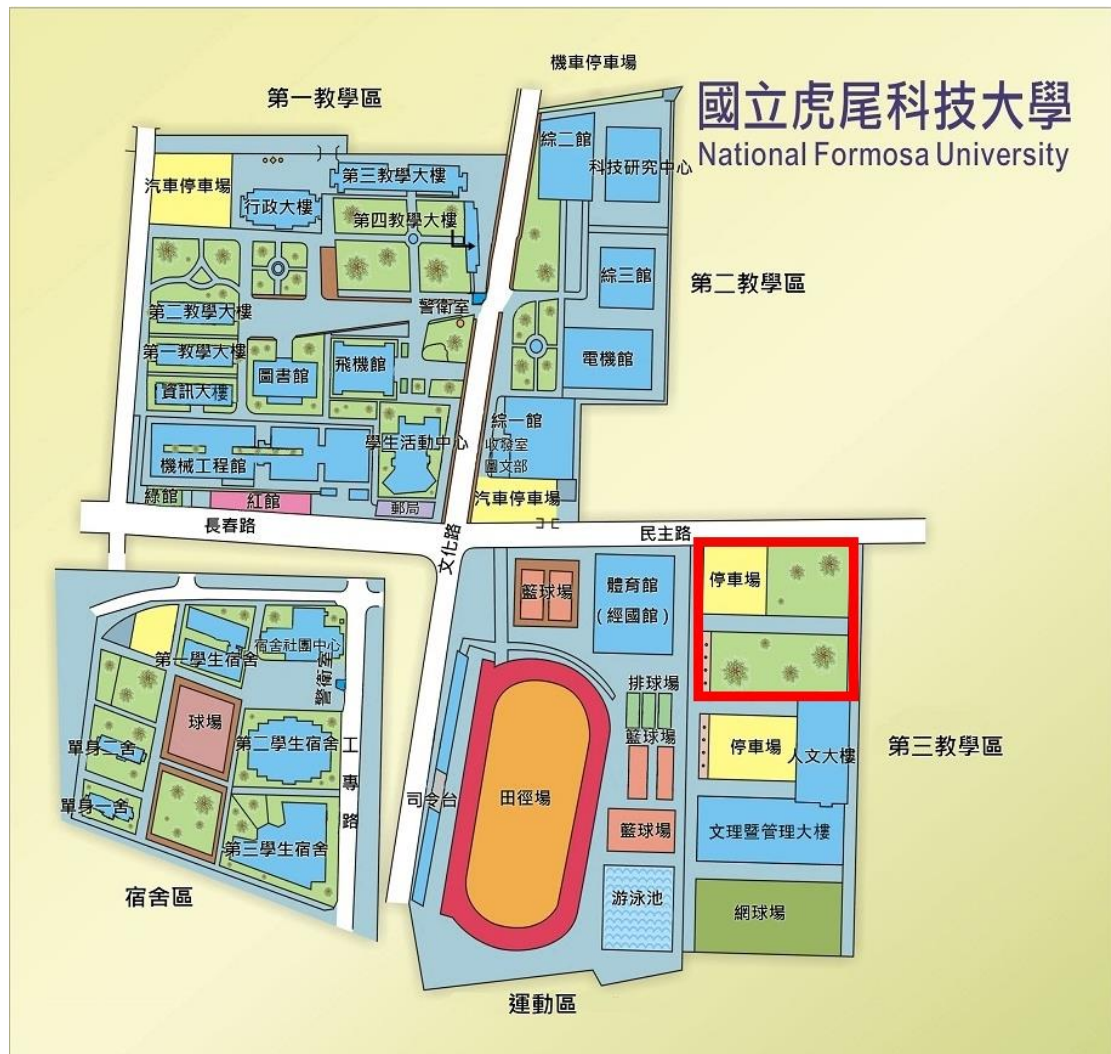 機車停車場
國立虎尾科技大學
National Formosa University
第一教學區
綜二館
科技研究中心
汽車停車場
第三教學大樓
行政大樓
第四教學大樓
綜三館
第二教學區
警衛室
第二教學大樓
第一教學大樓
圖書館
飛機館
電機館
資訊大樓
綜一館
收發室
圖文部
學生活動中心
機械工程館
綠館
紅館
郵局
汽車停車場
長春路
文化路
民主路
停車場
籃球場
體育館
(經國館)
宿舍社團中心
第一學生宿舍
警衛室
排球場
球場
單身二舍
第二學生宿舍
工專路
籃球場
停車場
人文大樓
第三教學區
單身一舍
第三學生宿舍
司令台
田徑場
籃球場
文理暨管理大樓
宿舍區
游泳池
網球場
運動區